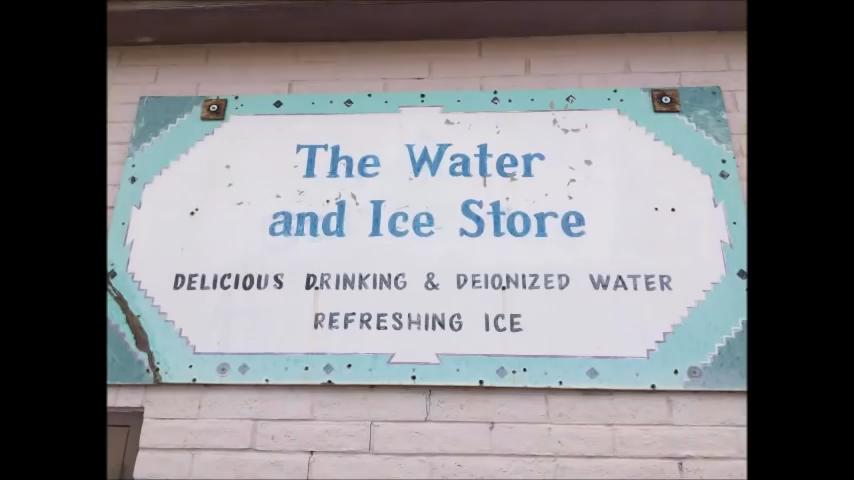 The Water
and Ice Store
DELICIOUS DRINKING & DEIONIZED WATER
REFRESHING ICE